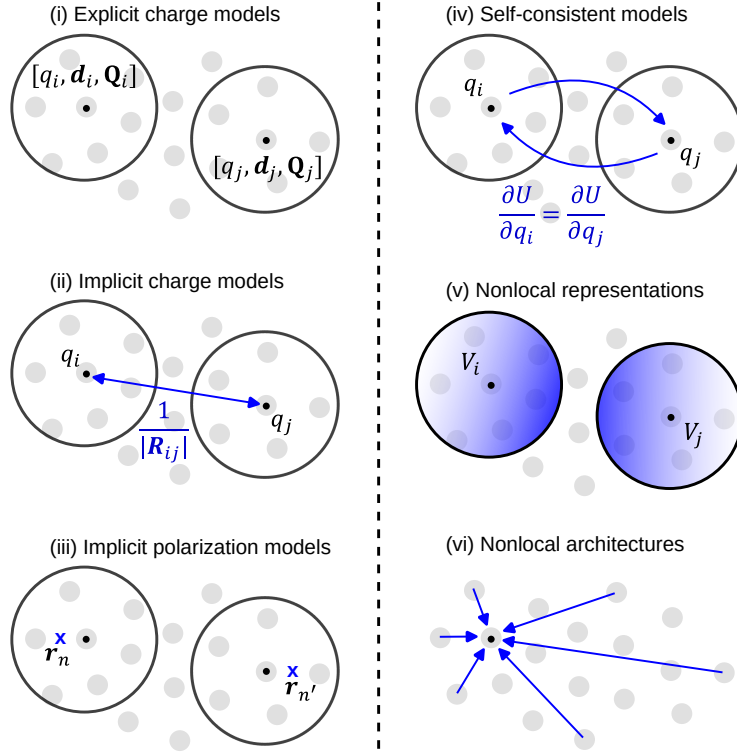 (i) Explicit charge models
[q_i, d_i, Q_i]
[q_j, d_j, Q_j]
(ii) Implicit charge models
q_i
q_j
1
|R_ij|
(iii) Implicit polarization models
x
r_n
x
r_n′
(iv) Self-consistent models
q_i
q_j
∂U/∂q_i = ∂U/∂q_j
(v) Nonlocal representations
V_i
V_j
(vi) Nonlocal architectures